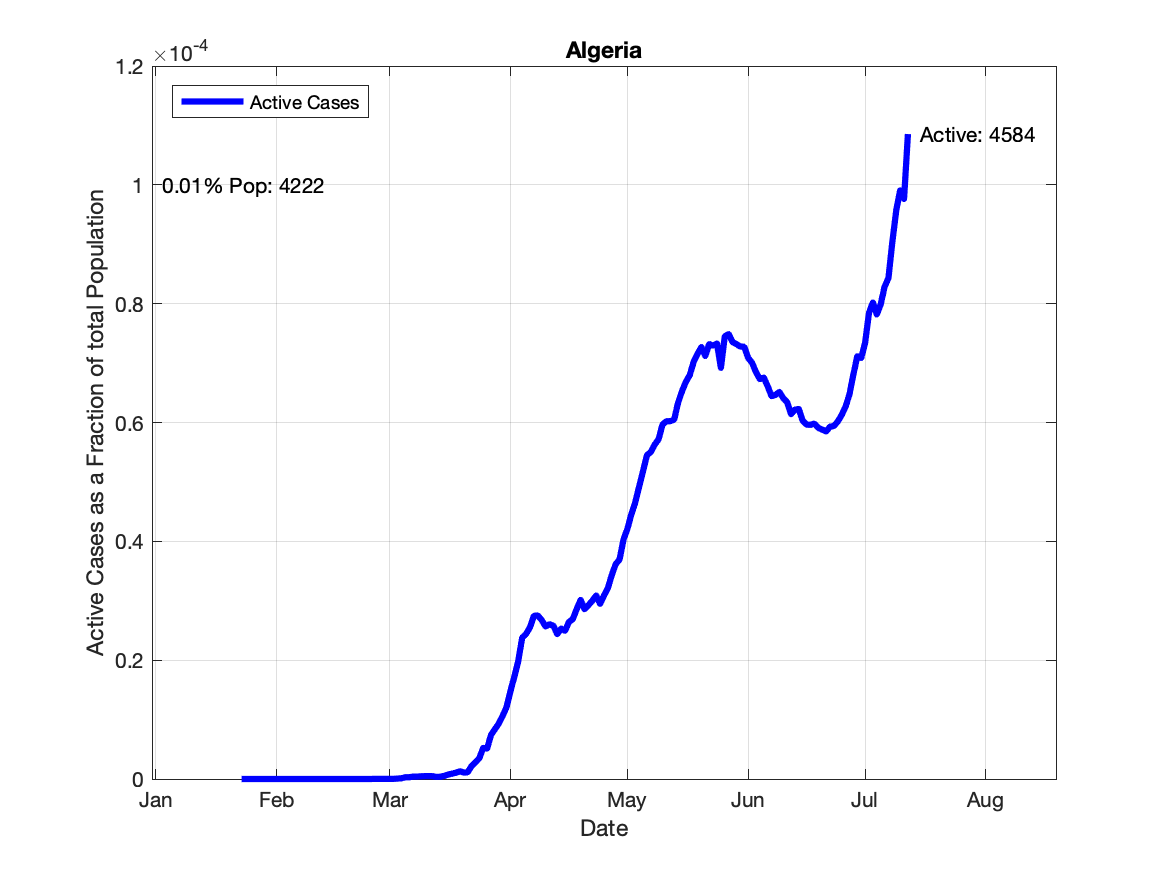 Algeria
×10-4
1.2
1
0.8
0.6
0.4
0.2
0
Active Cases
0.01% Pop: 4222
Active: 4584
Active Cases as a Fraction of total Population
Jan Feb Mar Apr May Jun Jul Aug
Date